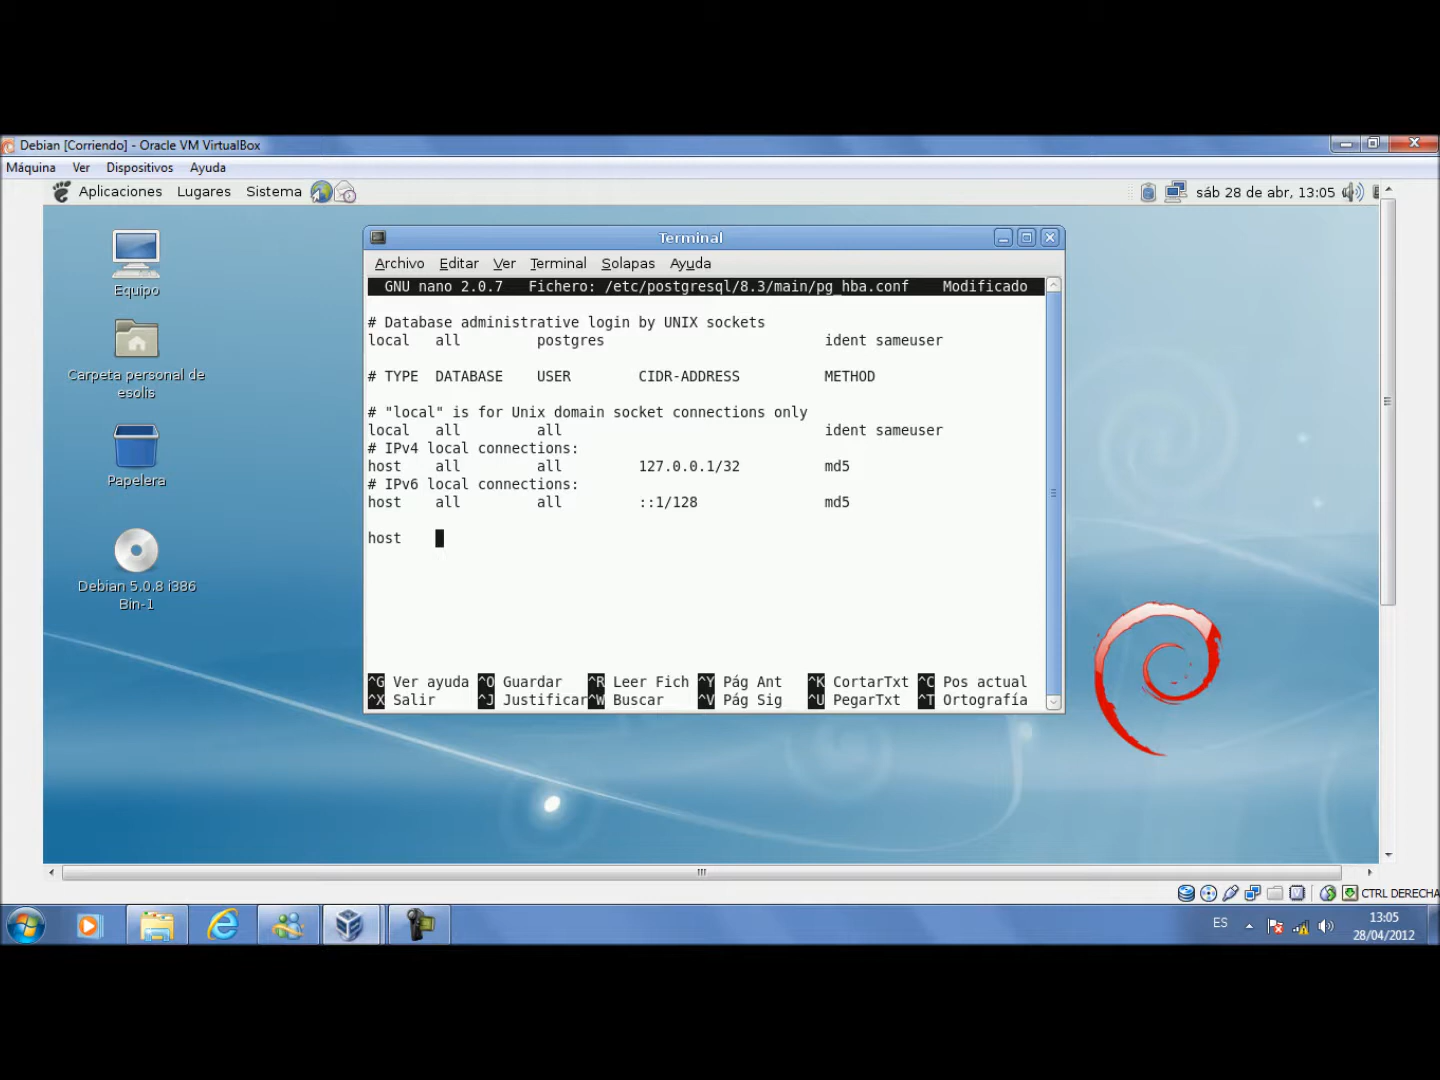 Debian [Corriendo] - Oracle VM VirtualBox
Máquina Ver Dispositivos Ayuda
Aplicaciones Lugares Sistema sáb 28 de abr, 13:05
Equipo
Carpeta personal de
esolis
Papelera
Debian 5.0.8 i386
Bin-1
Terminal
Archivo Editar Ver Terminal Solapas Ayuda
GNU nano 2.0.7 Fichero: /etc/postgresql/8.3/main/pg_hba.conf Modificado
# Database administrative login by UNIX sockets
local all postgres ident sameuser
# TYPE DATABASE USER CIDR-ADDRESS METHOD
# "local" is for Unix domain socket connections only
local all all ident sameuser
# IPv4 local connections:
host all all 127.0.0.1/32 md5
# IPv6 local connections:
host all all ::1/128 md5
host
^G Ver ayuda ^O Guardar ^R Leer Fich ^Y Pág Ant ^K CortarTxt ^C Pos actual
^X Salir ^J Justificar ^W Buscar ^V Pág Sig ^U PegarTxt ^T Ortografía
CTRL DERECHA
ES 13:05
28/04/2012